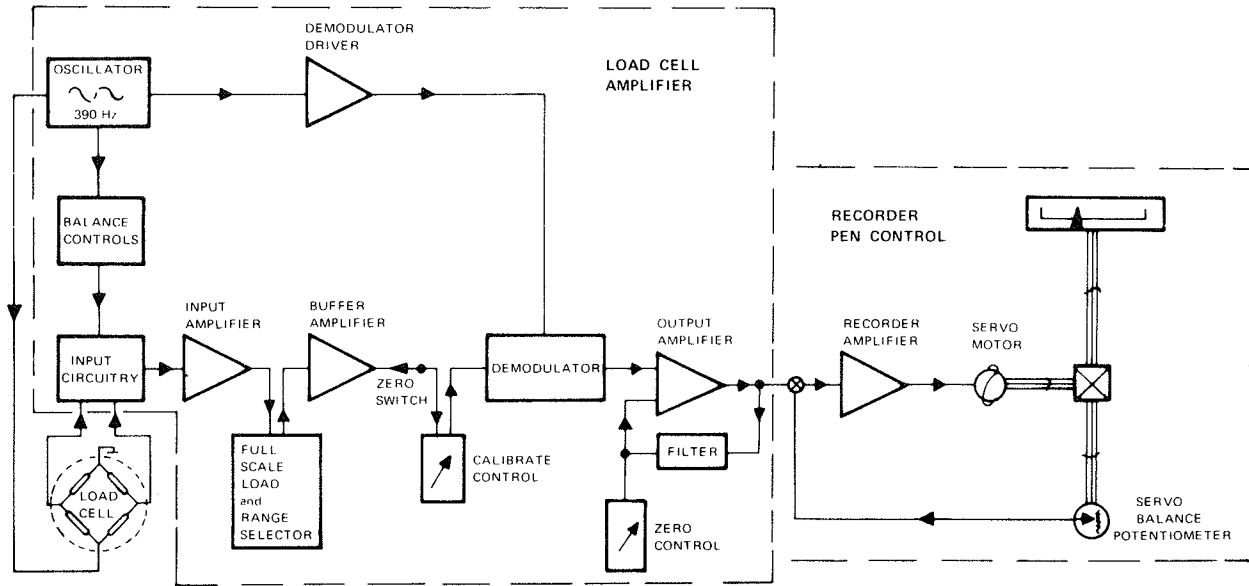 DEMODULATOR
DRIVER
OSCILLATOR
390 Hz
LOAD CELL
AMPLIFIER
BALANCE
CONTROLS
RECORDER
PEN CONTROL
INPUT
AMPLIFIER
BUFFER
AMPLIFIER
OUTPUT
AMPLIFIER
RECORDER
AMPLIFIER
SERVO
MOTOR
INPUT
CIRCUITRY
ZERO
SWITCH
DEMODULATOR
FULL
SCALE
LOAD
and
RANGE
SELECTOR
CALIBRATE
CONTROL
FILTER
LOAD
CELL
ZERO
CONTROL
SERVO
BALANCE
POTENTIOMETER